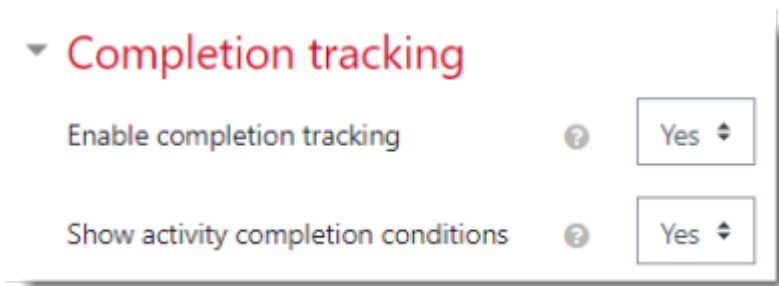 Completion tracking
Enable completion tracking ? Yes
Show activity completion conditions ? Yes